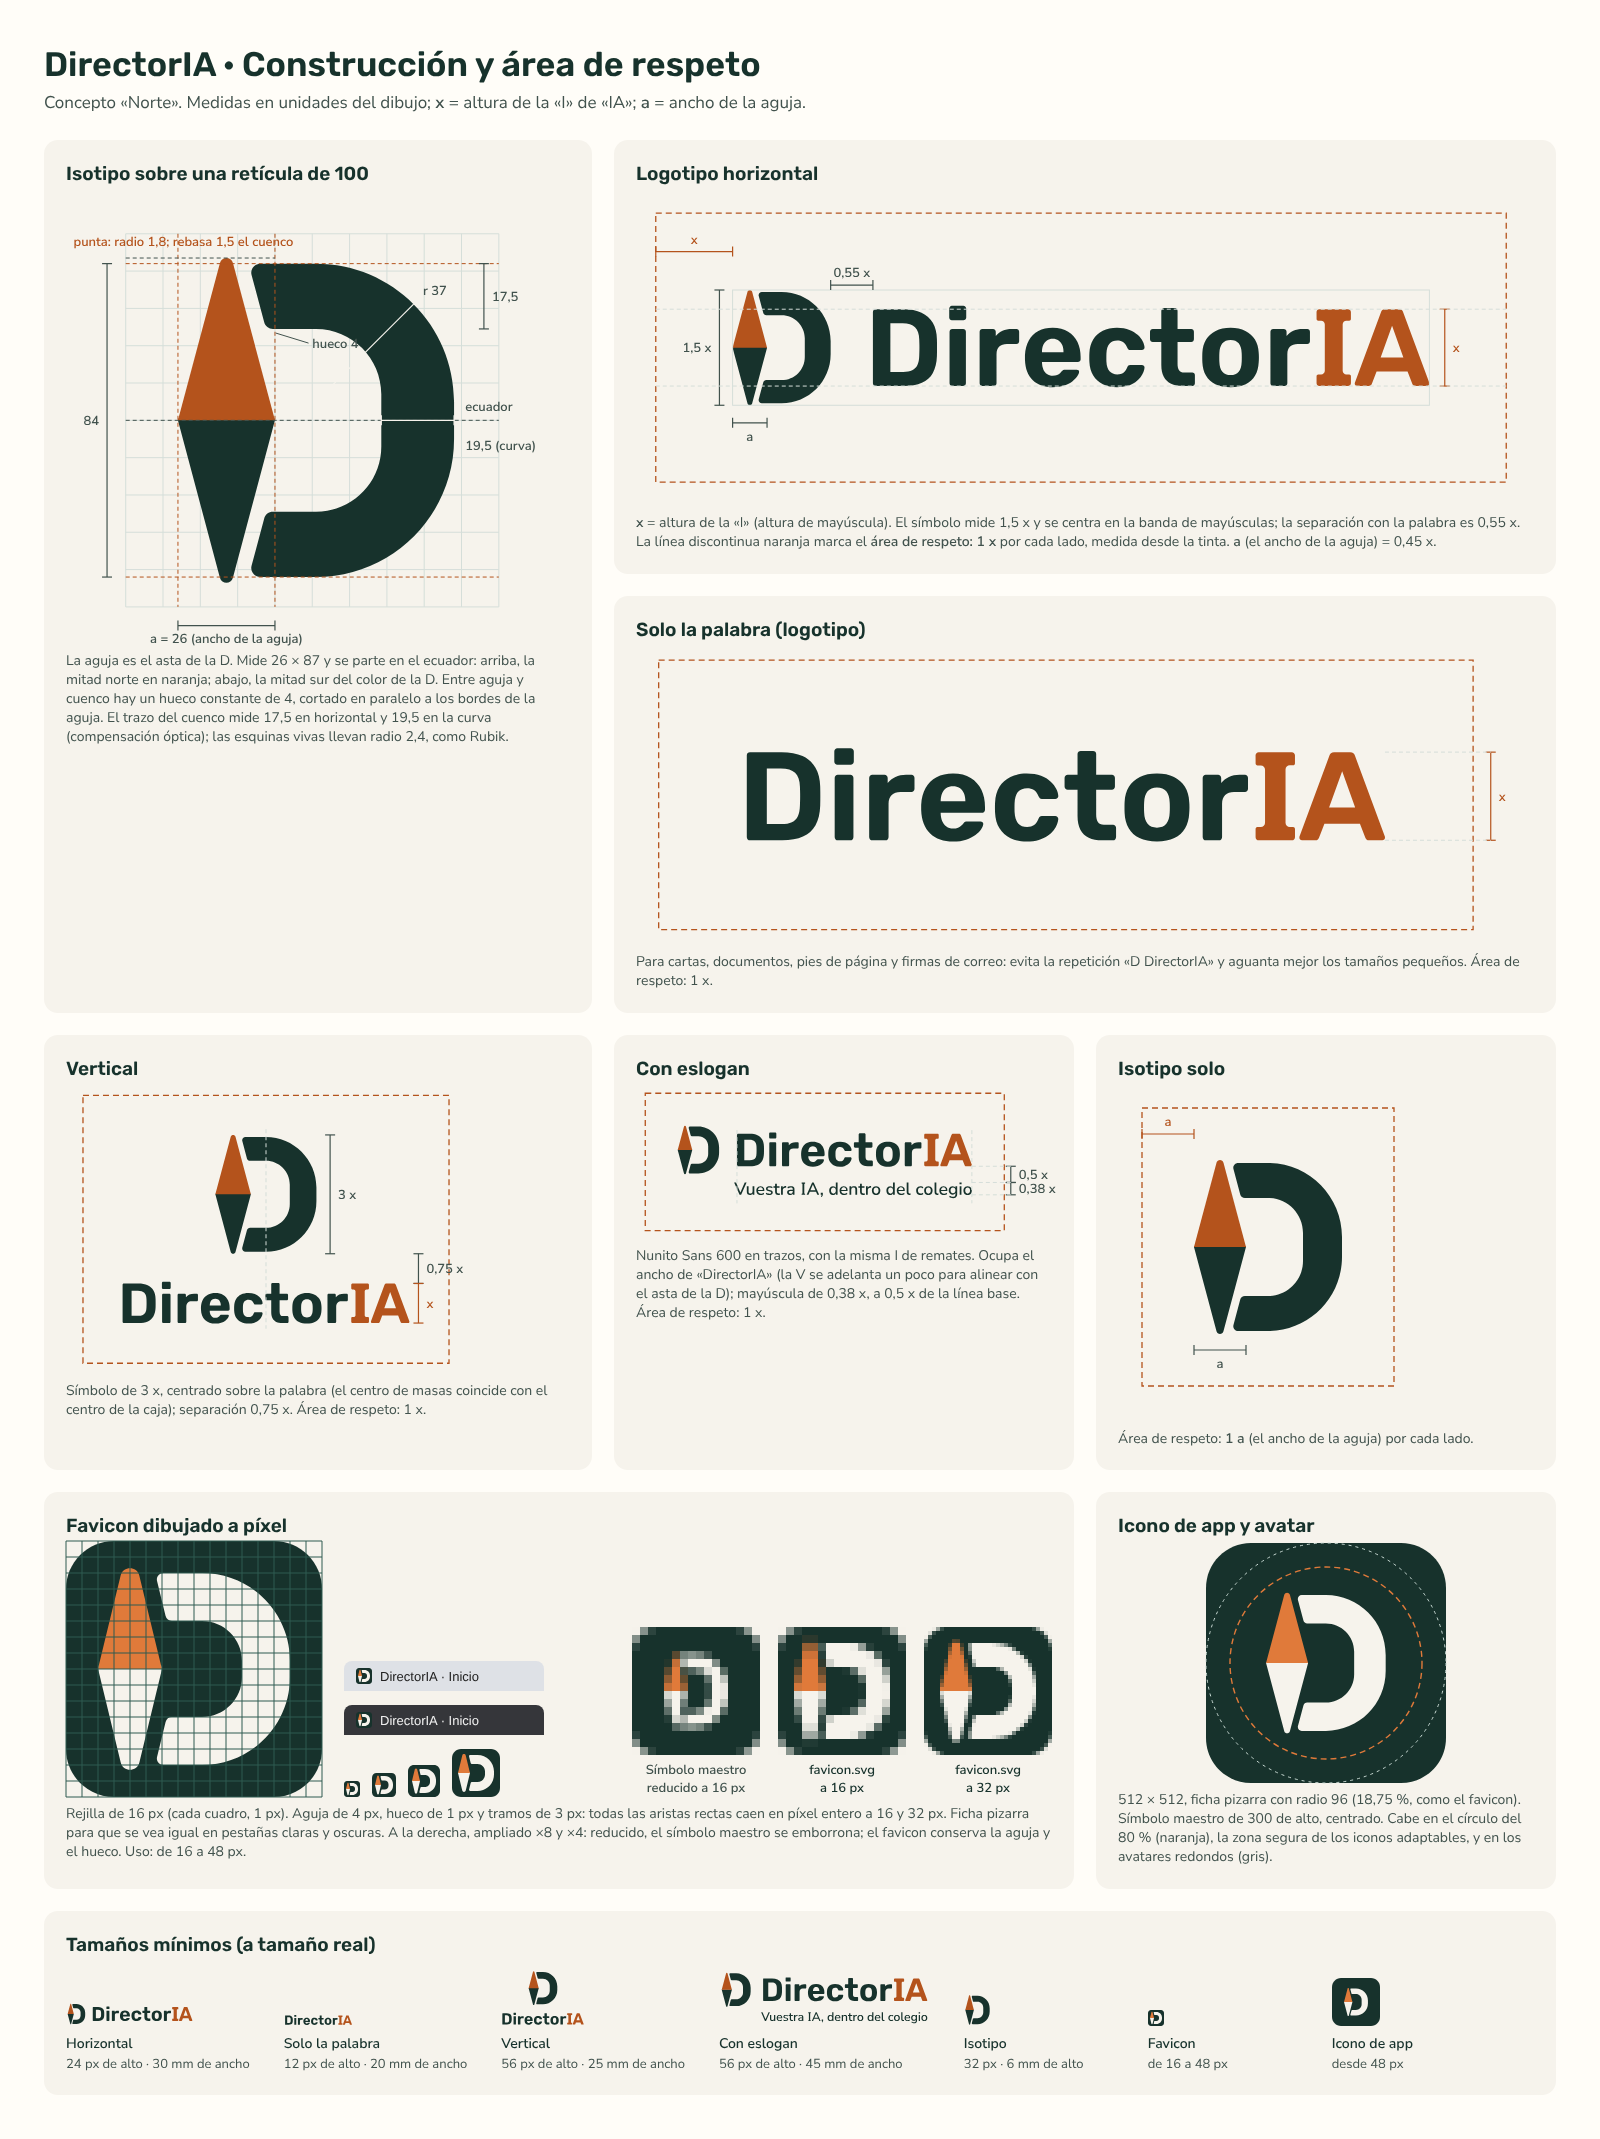 DirectorIA · Construcción y área de respeto
Concepto «Norte». Medidas en unidades del dibujo; x = altura de la «I» de «IA»; a = ancho de la aguja.
Isotipo sobre una retícula de 100
punta: radio 1,8; rebasa 1,5 el cuenco
r 37
17,5
hueco 4
84
ecuador
19,5 (curva)
a = 26 (ancho de la aguja)
La aguja es el asta de la D. Mide 26 × 87 y se parte en el ecuador: arriba, la
mitad norte en naranja; abajo, la mitad sur del color de la D. Entre aguja y
cuenco hay un hueco constante de 4, cortado en paralelo a los bordes de la
aguja. El trazo del cuenco mide 17,5 en horizontal y 19,5 en la curva
(compensación óptica); las esquinas vivas llevan radio 2,4, como Rubik.
Logotipo horizontal
x
0,55 x
1,5 x
DirectorIA
x
a
x = altura de la «I» (altura de mayúscula). El símbolo mide 1,5 x y se centra en la banda de mayúsculas; la separación con la palabra es 0,55 x.
La línea discontinua naranja marca el área de respeto: 1 x por cada lado, medida desde la tinta. a (el ancho de la aguja) = 0,45 x.
Solo la palabra (logotipo)
DirectorIA
x
Para cartas, documentos, pies de página y firmas de correo: evita la repetición «D DirectorIA» y aguanta mejor los tamaños pequeños. Área de
respeto: 1 x.
Vertical
3 x
0,75 x
DirectorIA
x
Símbolo de 3 x, centrado sobre la palabra (el centro de masas coincide con el
centro de la caja); separación 0,75 x. Área de respeto: 1 x.
Con eslogan
DirectorIA
Vuestra IA, dentro del colegio
0,5 x
0,38 x
Nunito Sans 600 en trazos, con la misma I de remates. Ocupa el
ancho de «DirectorIA» (la V se adelanta un poco para alinear con
el asta de la D); mayúscula de 0,38 x, a 0,5 x de la línea base.
Área de respeto: 1 x.
Isotipo solo
a
a
Área de respeto: 1 a (el ancho de la aguja) por cada lado.
Favicon dibujado a píxel
DirectorIA · Inicio
DirectorIA · Inicio
Símbolo maestro
reducido a 16 px
favicon.svg
a 16 px
favicon.svg
a 32 px
Rejilla de 16 px (cada cuadro, 1 px). Aguja de 4 px, hueco de 1 px y tramos de 3 px: todas las aristas rectas caen en píxel entero a 16 y 32 px. Ficha pizarra
para que se vea igual en pestañas claras y oscuras. A la derecha, ampliado ×8 y ×4: reducido, el símbolo maestro se emborrona; el favicon conserva la aguja y
el hueco. Uso: de 16 a 48 px.
Icono de app y avatar
512 × 512, ficha pizarra con radio 96 (18,75 %, como el favicon).
Símbolo maestro de 300 de alto, centrado. Cabe en el círculo del
80 % (naranja), la zona segura de los iconos adaptables, y en los
avatares redondos (gris).
Tamaños mínimos (a tamaño real)
DirectorIA
Horizontal
24 px de alto · 30 mm de ancho
DirectorIA
Solo la palabra
12 px de alto · 20 mm de ancho
DirectorIA
Vertical
56 px de alto · 25 mm de ancho
DirectorIA
Vuestra IA, dentro del colegio
Con eslogan
56 px de alto · 45 mm de ancho
Isotipo
32 px · 6 mm de alto
Favicon
de 16 a 48 px
Icono de app
desde 48 px